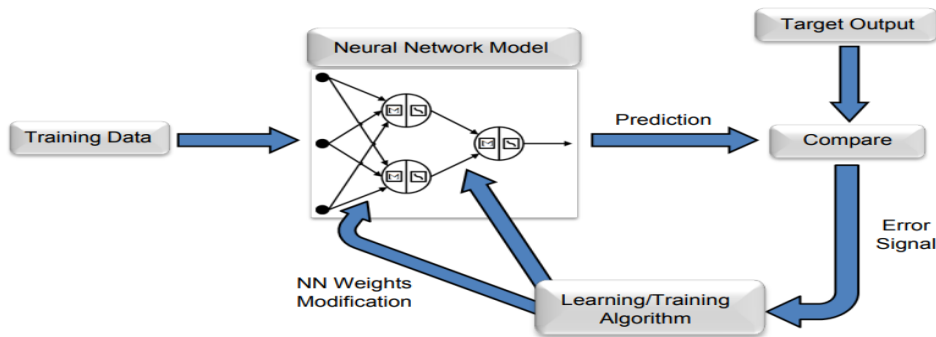 Target Output
Neural Network Model
Training Data
Prediction
Compare
Error
Signal
NN Weights
Modification
Learning/Training
Algorithm